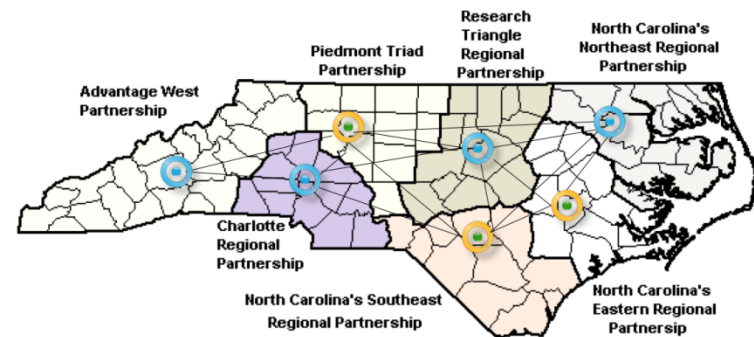 Research
Triangle
Regional
Partnership
North Carolina's
Northeast Regional
Partnership
Piedmont Triad
Partnership
Advantage West
Partnership
Charlotte
Regional
Partnership
North Carolina's Southeast
Regional Partnership
North Carolina's
Eastern Regional
Partnersip